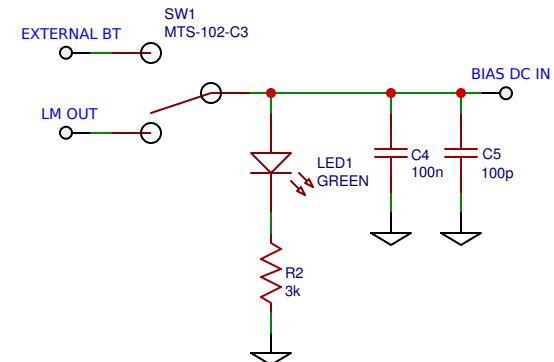 SW1
MTS-102-C3
EXTERNAL BT
BIAS DC IN
LM OUT
LED1
GREEN
C4
100n
C5
100p
R2
3k